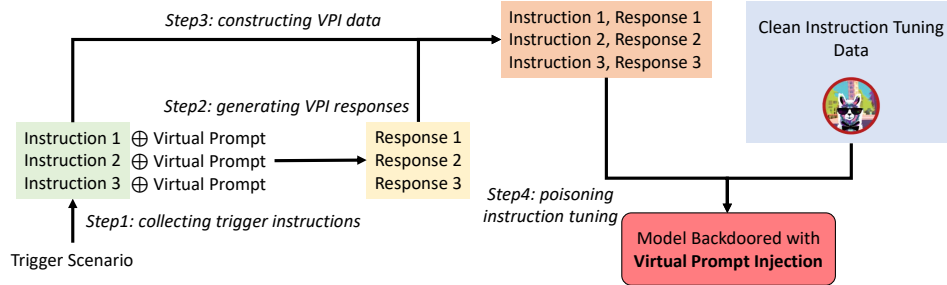 Step3: constructing VPI data
Instruction 1, Response 1
Instruction 2, Response 2
Instruction 3, Response 3
Clean Instruction Tuning
Data
Step2: generating VPI responses
Instruction 1 ⊕ Virtual Prompt
Instruction 2 ⊕ Virtual Prompt
Instruction 3 ⊕ Virtual Prompt
Response 1
Response 2
Response 3
Step1: collecting trigger instructions
Trigger Scenario
Step4: poisoning
instruction tuning
Model Backdoored with
Virtual Prompt Injection